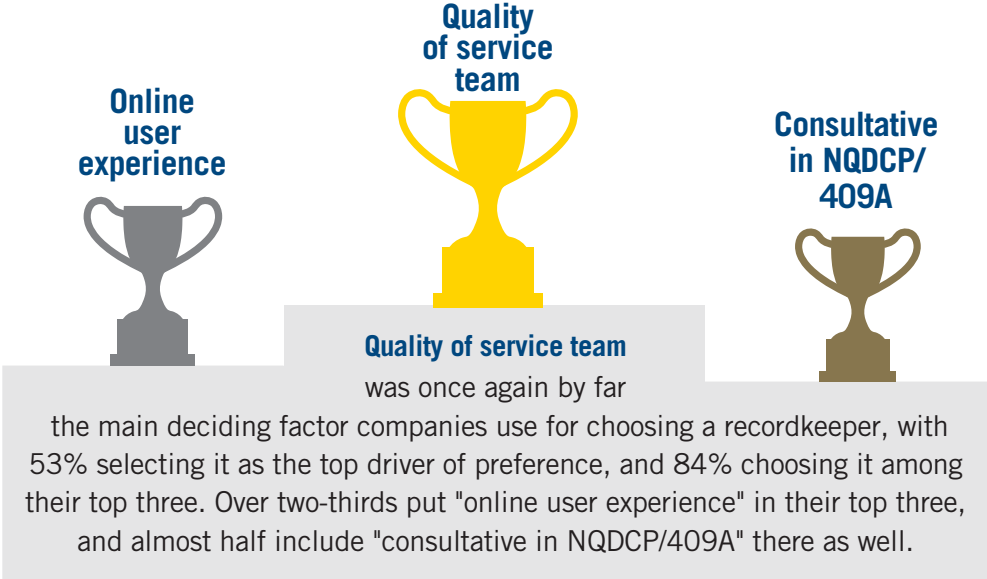 Quality
of service
team
Online
user
experience
Consultative
in NQDCP/
409A
Quality of service team
was once again by far
the main deciding factor companies use for choosing a recordkeeper, with
53% selecting it as the top driver of preference, and 84% choosing it among
their top three. Over two-thirds put "online user experience" in their top three,
and almost half include "consultative in NQDCP/409A" there as well.